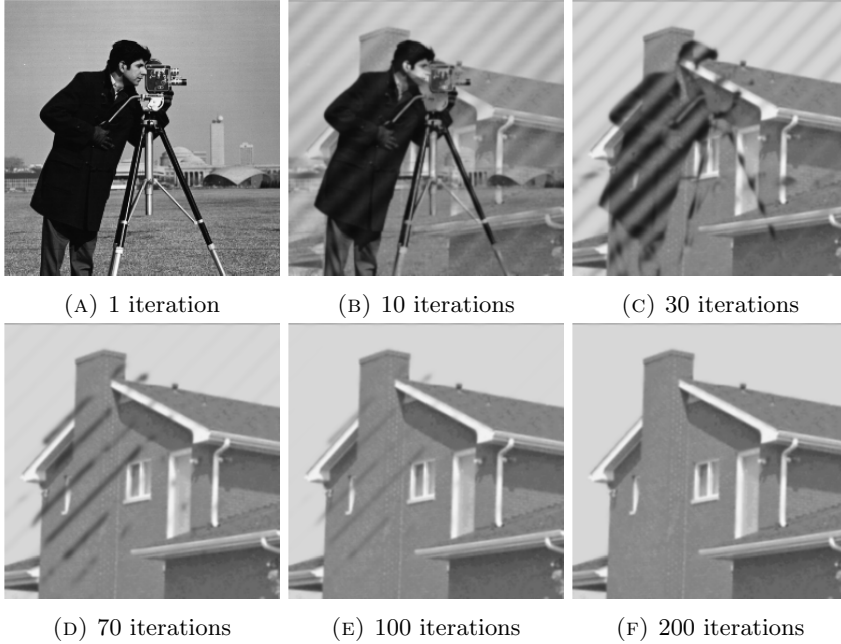 (A) 1 iteration
(B) 10 iterations
(C) 30 iterations
(D) 70 iterations
(E) 100 iterations
(F) 200 iterations